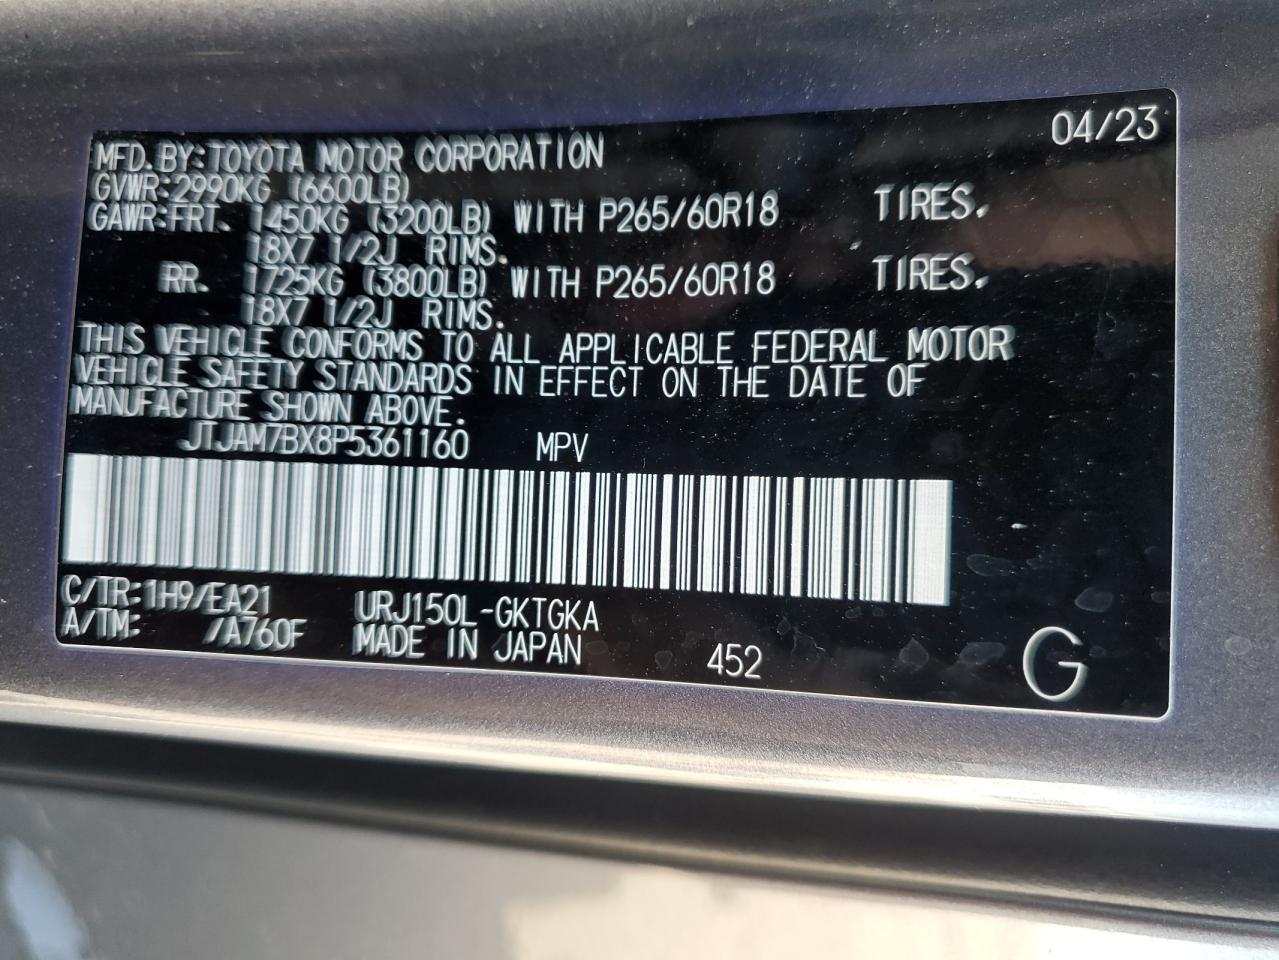 04/23
MFD. BY:TOYOTA MOTOR CORPORATION
GVWR:2990KG (6600LB)
GAWR:FRT. 1450KG (3200LB) WITH P265/60R18 TIRES,
18X7 1/2J RIMS.
RR. 1725KG (3800LB) WITH P265/60R18 TIRES,
18X7 1/2J RIMS.
THIS VEHICLE CONFORMS TO ALL APPLICABLE FEDERAL MOTOR
VEHICLE SAFETY STANDARDS IN EFFECT ON THE DATE OF
MANUFACTURE SHOWN ABOVE.
JTJAM7BX8P5361160 MPV
C/TR:1H9/EA21 URJ150L-GKTGKA
A/TM: /A760F MADE IN JAPAN 452 G